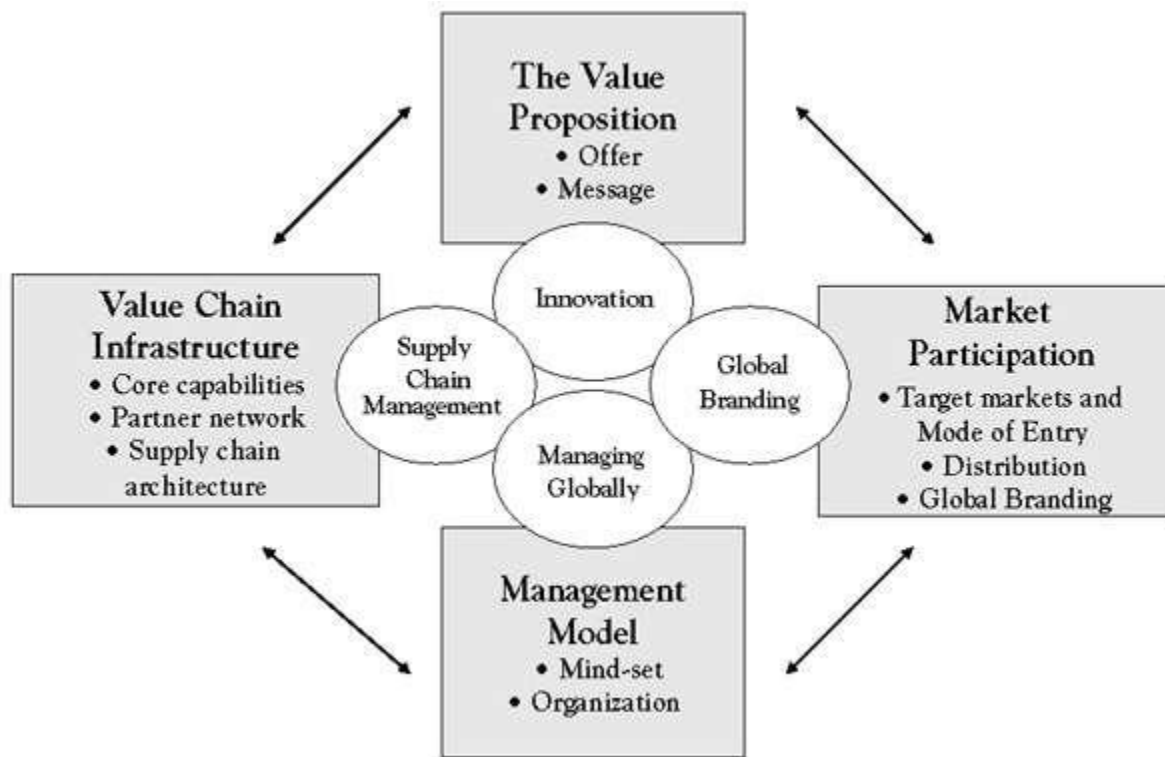 The Value
Proposition
• Offer
• Message
Innovation
Value Chain
Infrastructure
• Core capabilities
• Partner network
• Supply chain
architecture
Supply
Chain
Management
Global
Branding
Market
Participation
• Target markets and
Mode of Entry
• Distribution
• Global Branding
Managing
Globally
Management
Model
• Mind-set
• Organization